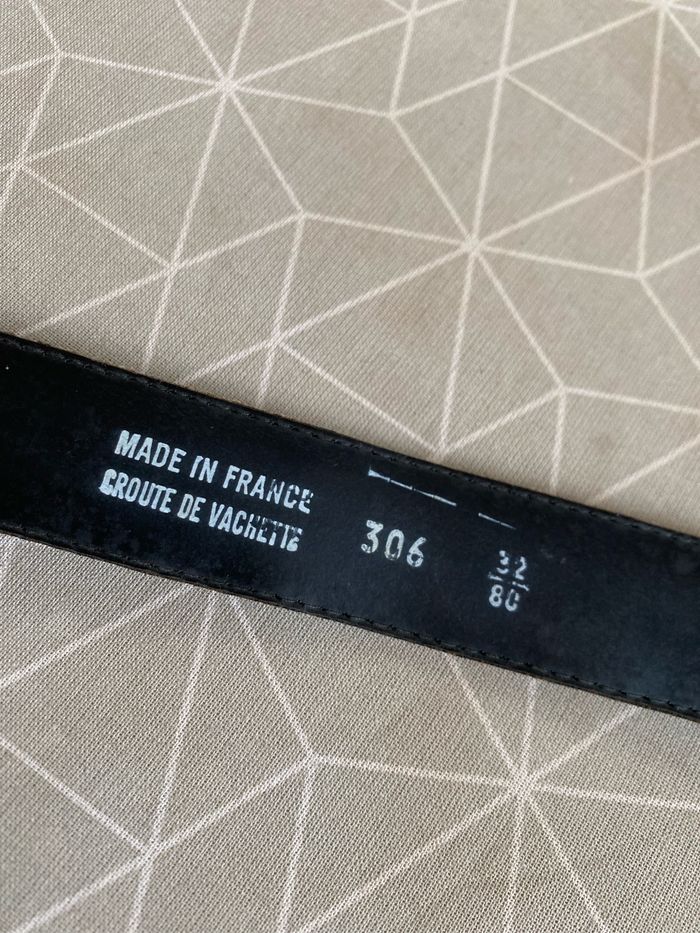 MADE IN FRANCE
CROUTE DE VACHETTE
306
32
80